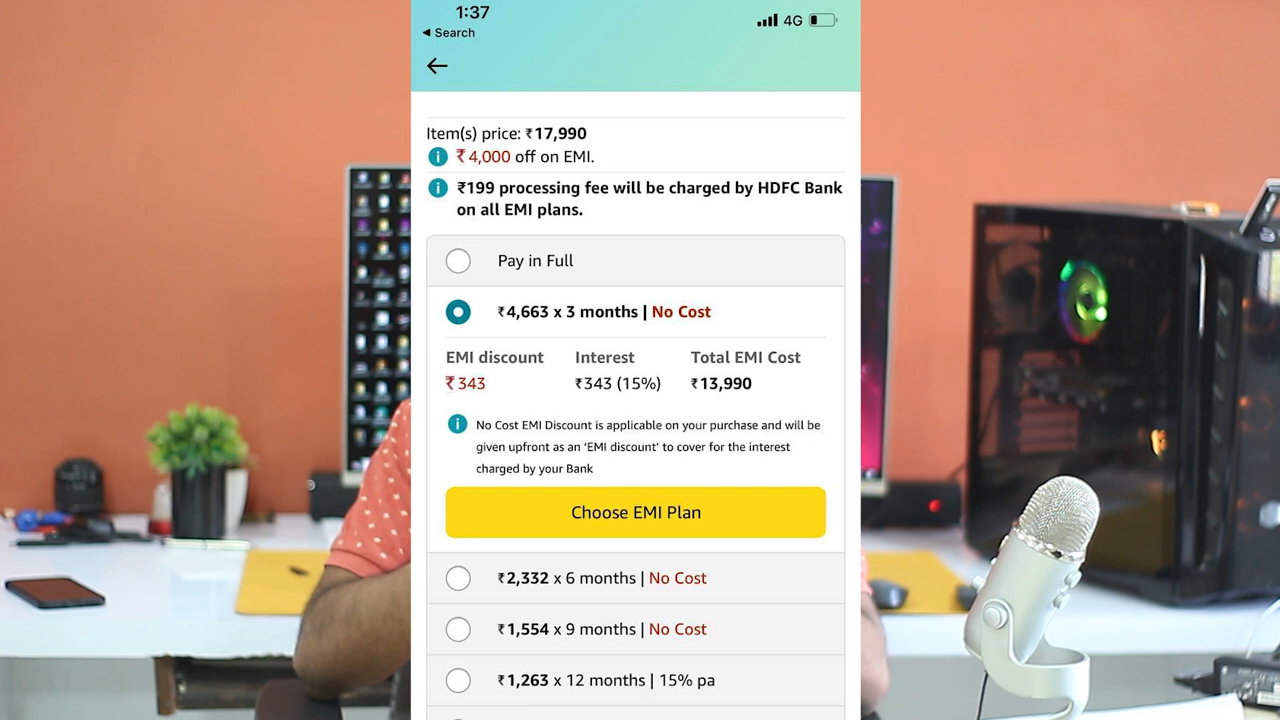 1:37
4G
◀ Search
Item(s) price: ₹17,990
₹4,000 off on EMI.
₹199 processing fee will be charged by HDFC Bank
on all EMI plans.
Pay in Full
₹4,663 x 3 months | No Cost
EMI discount Interest Total EMI Cost
₹343 ₹343 (15%) ₹13,990
No Cost EMI Discount is applicable on your purchase and will be
given upfront as an ‘EMI discount’ to cover for the interest
charged by your Bank
Choose EMI Plan
₹2,332 x 6 months | No Cost
₹1,554 x 9 months | No Cost
₹1,263 x 12 months | 15% pa